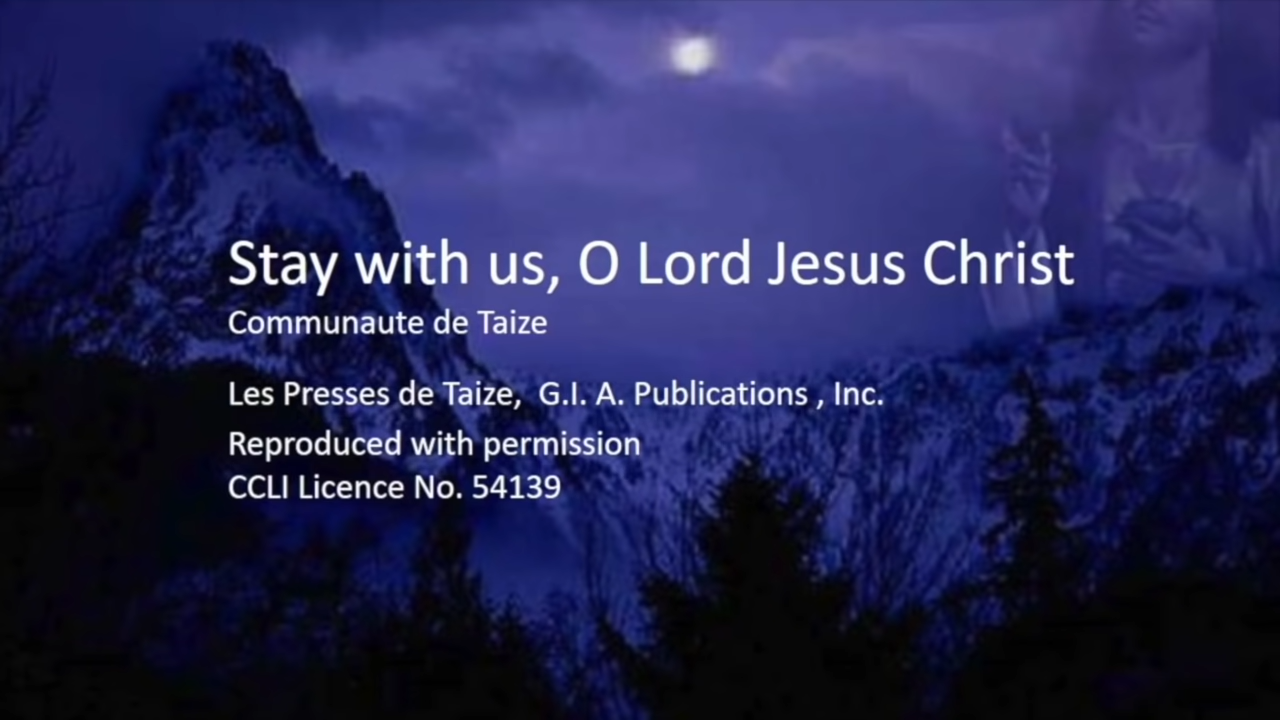 Stay with us, O Lord Jesus Christ
Communaute de Taize
Les Presses de Taize,  G.I. A. Publications , Inc.
Reproduced with permission
CCLI Licence No. 54139